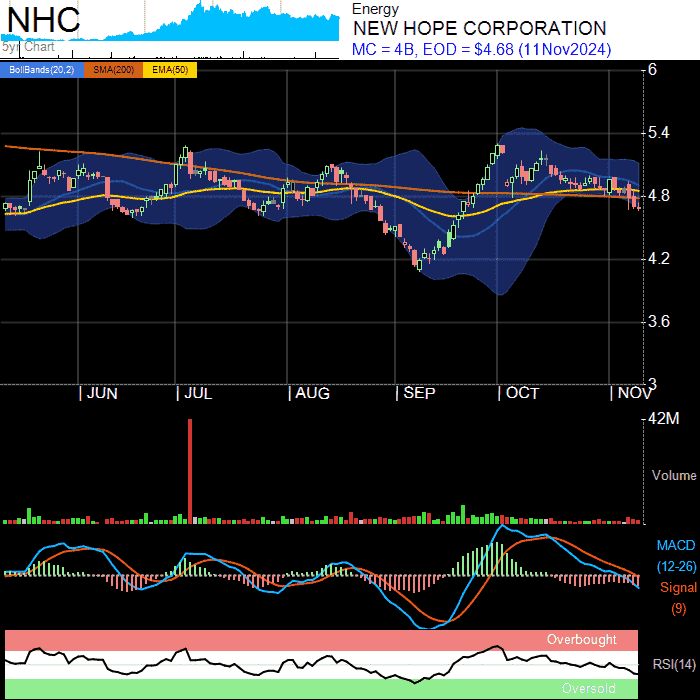 NHC
5yr Chart
Energy
NEW HOPE CORPORATION
MC = 4B, EOD = $4.68 (11Nov2024)
BollBands(20,2) SMA(200) EMA(50)
6
5.4
4.8
4.2
3.6
3
JUN JUL AUG SEP OCT NOV
42M
Volume
MACD
(12-26)
Signal
(9)
Overbought
RSI(14)
Oversold